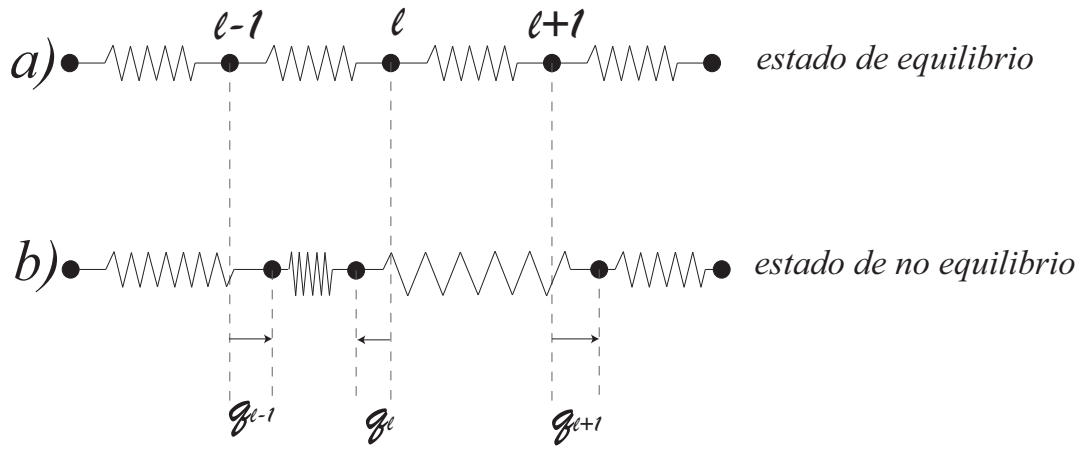 ℓ-1 ℓ ℓ+1
a) estado de equilibrio
b) estado de no equilibrio
qℓ-1 qℓ qℓ+1